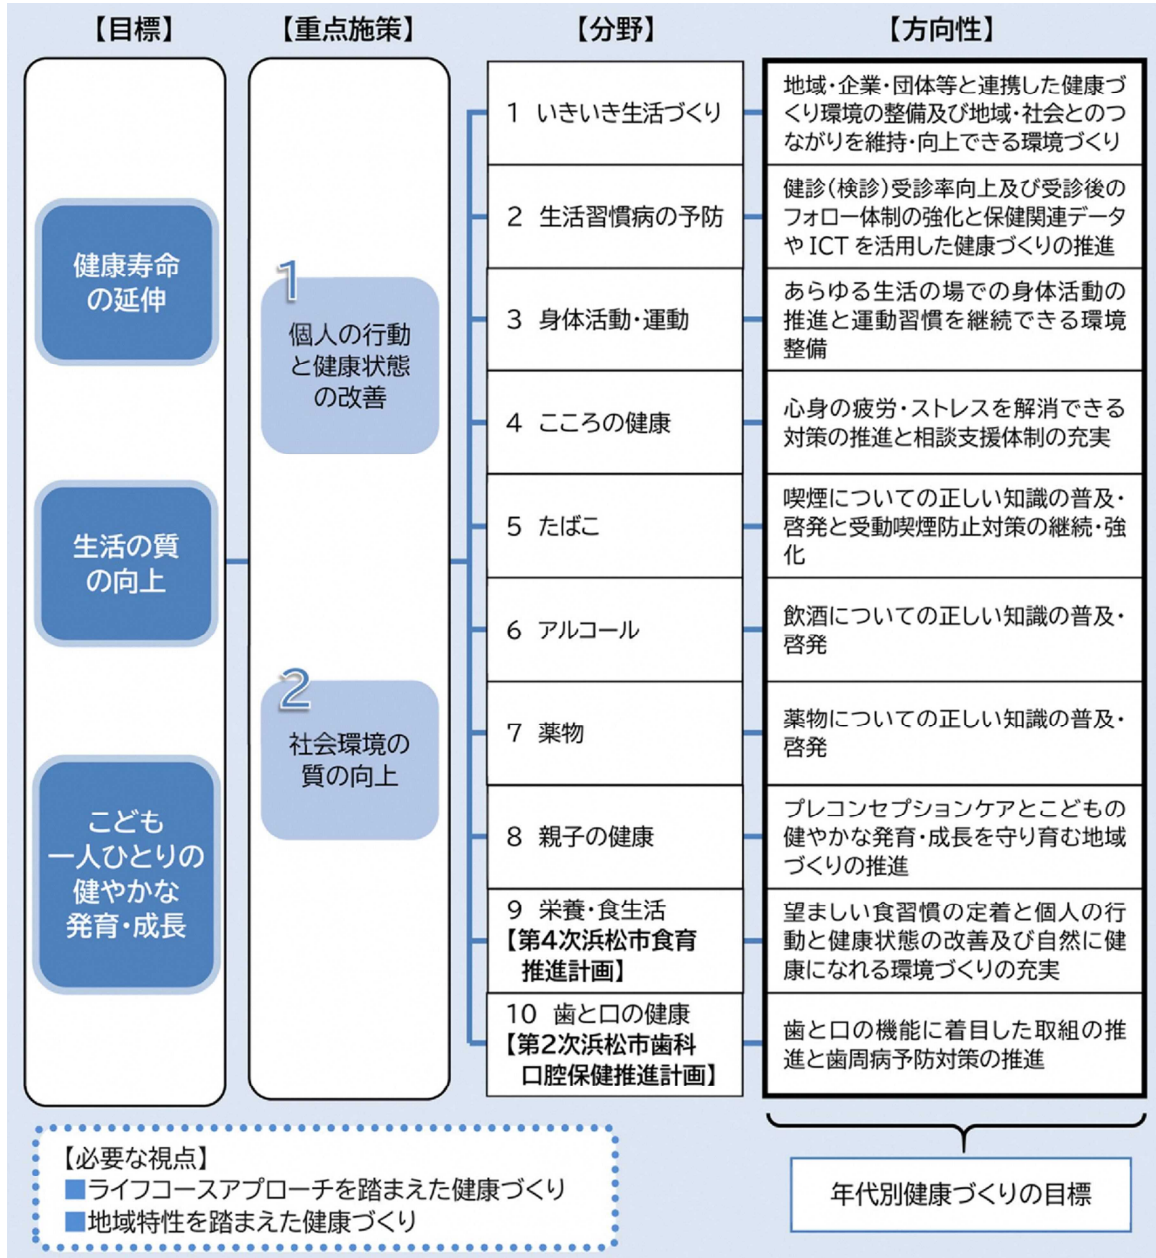 【目標】
【重点施策】
【分野】
【方向性】
健康寿命
の延伸
生活の質
の向上
こども
一人ひとりの
健やかな
発育・成長
1
個人の行動
と健康状態
の改善
2
社会環境の
質の向上
1 いきいき生活づくり
地域・企業・団体等と連携した健康づ
くり環境の整備及び地域・社会とのつ
ながりを維持・向上できる環境づくり
2 生活習慣病の予防
健診(検診)受診率向上及び受診後の
フォロー体制の強化と保健関連データ
や ICT を活用した健康づくりの推進
3 身体活動・運動
あらゆる生活の場での身体活動の
推進と運動習慣を継続できる環境
整備
4 こころの健康
心身の疲労・ストレスを解消できる
対策の推進と相談支援体制の充実
5 たばこ
喫煙についての正しい知識の普及・
啓発と受動喫煙防止対策の継続・強
化
6 アルコール
飲酒についての正しい知識の普及・
啓発
7 薬物
薬物についての正しい知識の普及・
啓発
8 親子の健康
プレコンセプションケアとこどもの
健やかな発育・成長を守り育む地域
づくりの推進
9 栄養・食生活
【第4次浜松市食育
推進計画】
望ましい食習慣の定着と個人の行
動と健康状態の改善及び自然に健
康になれる環境づくりの充実
10 歯と口の健康
【第2次浜松市歯科
口腔保健推進計画】
歯と口の機能に着目した取組の推
進と歯周病予防対策の推進
【必要な視点】
■ライフコースアプローチを踏まえた健康づくり
■地域特性を踏まえた健康づくり
年代別健康づくりの目標